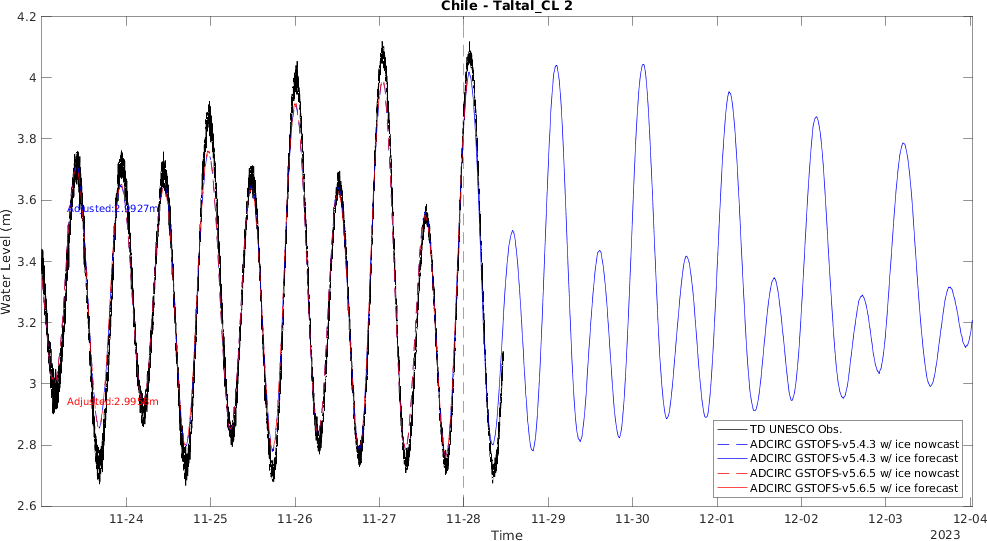 Chile - Taltal_CL 2
4.2
4
3.8
3.6
3.4
3.2
3
2.8
2.6
Water Level (m)
11-24
11-25
11-26
11-27
11-28
11-29
11-30
12-01
12-02
12-03
12-04
Time
2023
TD UNESCO Obs.
ADCIRC GSTOFS-v5.4.3 w/ ice nowcast
ADCIRC GSTOFS-v5.4.3 w/ ice forecast
ADCIRC GSTOFS-v5.6.5 w/ ice nowcast
ADCIRC GSTOFS-v5.6.5 w/ ice forecast